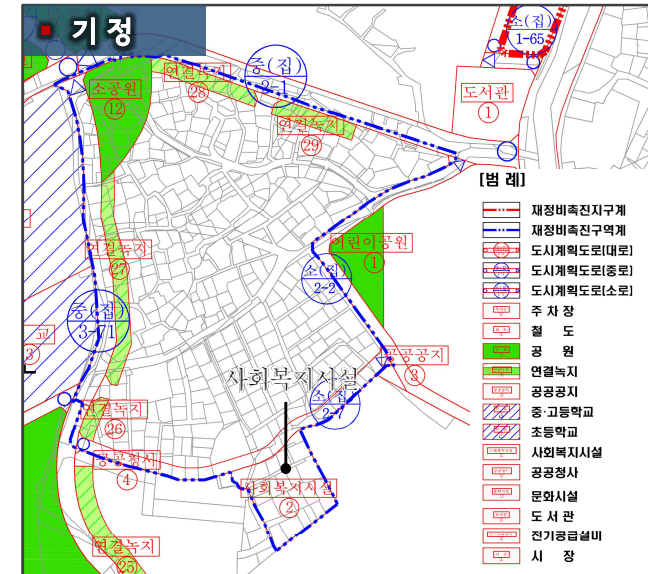 기정
소(집)
1-65
중(집)
2-1
연결녹지
28
소공원
12
도서관
1
연결녹지
29
[범 례]
재정비촉진지구계
재정비촉진구역계
도시계획도로[대로]
도시계획도로[중로]
도시계획도로[소로]
주 차 장
철 도
공 원
연결녹지
공공공지
중·고등학교
초등학교
사회복지시설
공공청사
문화시설
도 서 관
전기공급설비
시 장
어린이공원
1
연결녹지
27
소(집)
2-2
중(집)
3-71
교
3
공공공지
3
사회복지시설
소(집)
연결녹지
26
공공청사
4
사회복지시설
2
연결녹지
25